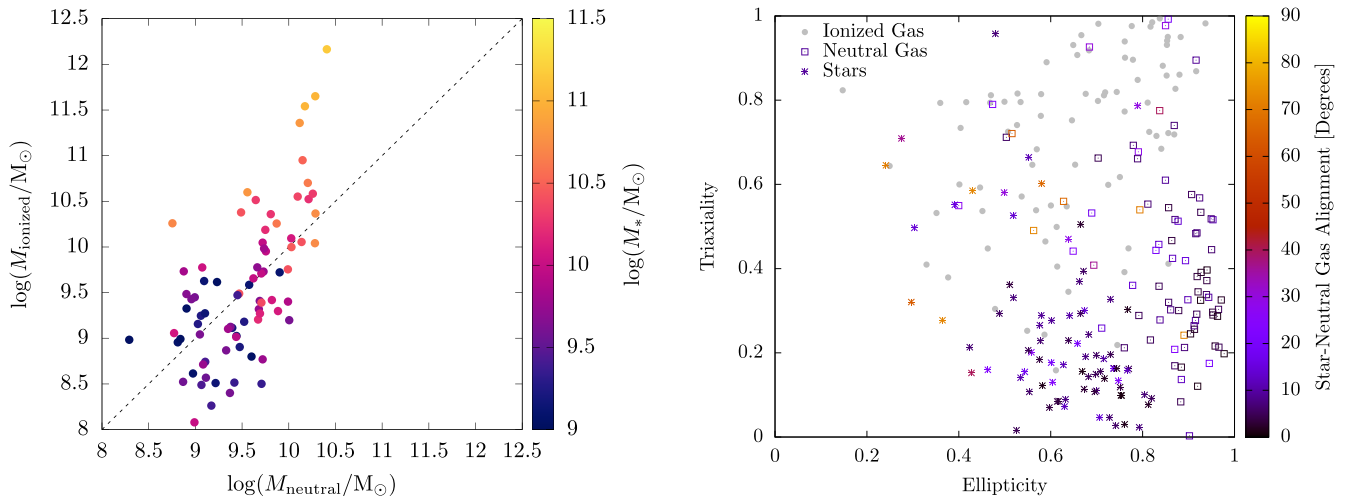 12.5
12
11.5
11
10.5
10
9.5
9
8.5
8
8 8.5 9 9.5 10 10.5 11 11.5 12 12.5
log(M_ionized/M⊙)
log(M_neutral/M⊙)
11.5
11
10.5
10
9.5
9
log(M_*/M⊙)
1
0.8
0.6
0.4
0.2
0
0 0.2 0.4 0.6 0.8 1
Triaxiality
Ellipticity
Ionized Gas
Neutral Gas
Stars
90
80
70
60
50
40
30
20
10
0
Star-Neutral Gas Alignment [Degrees]